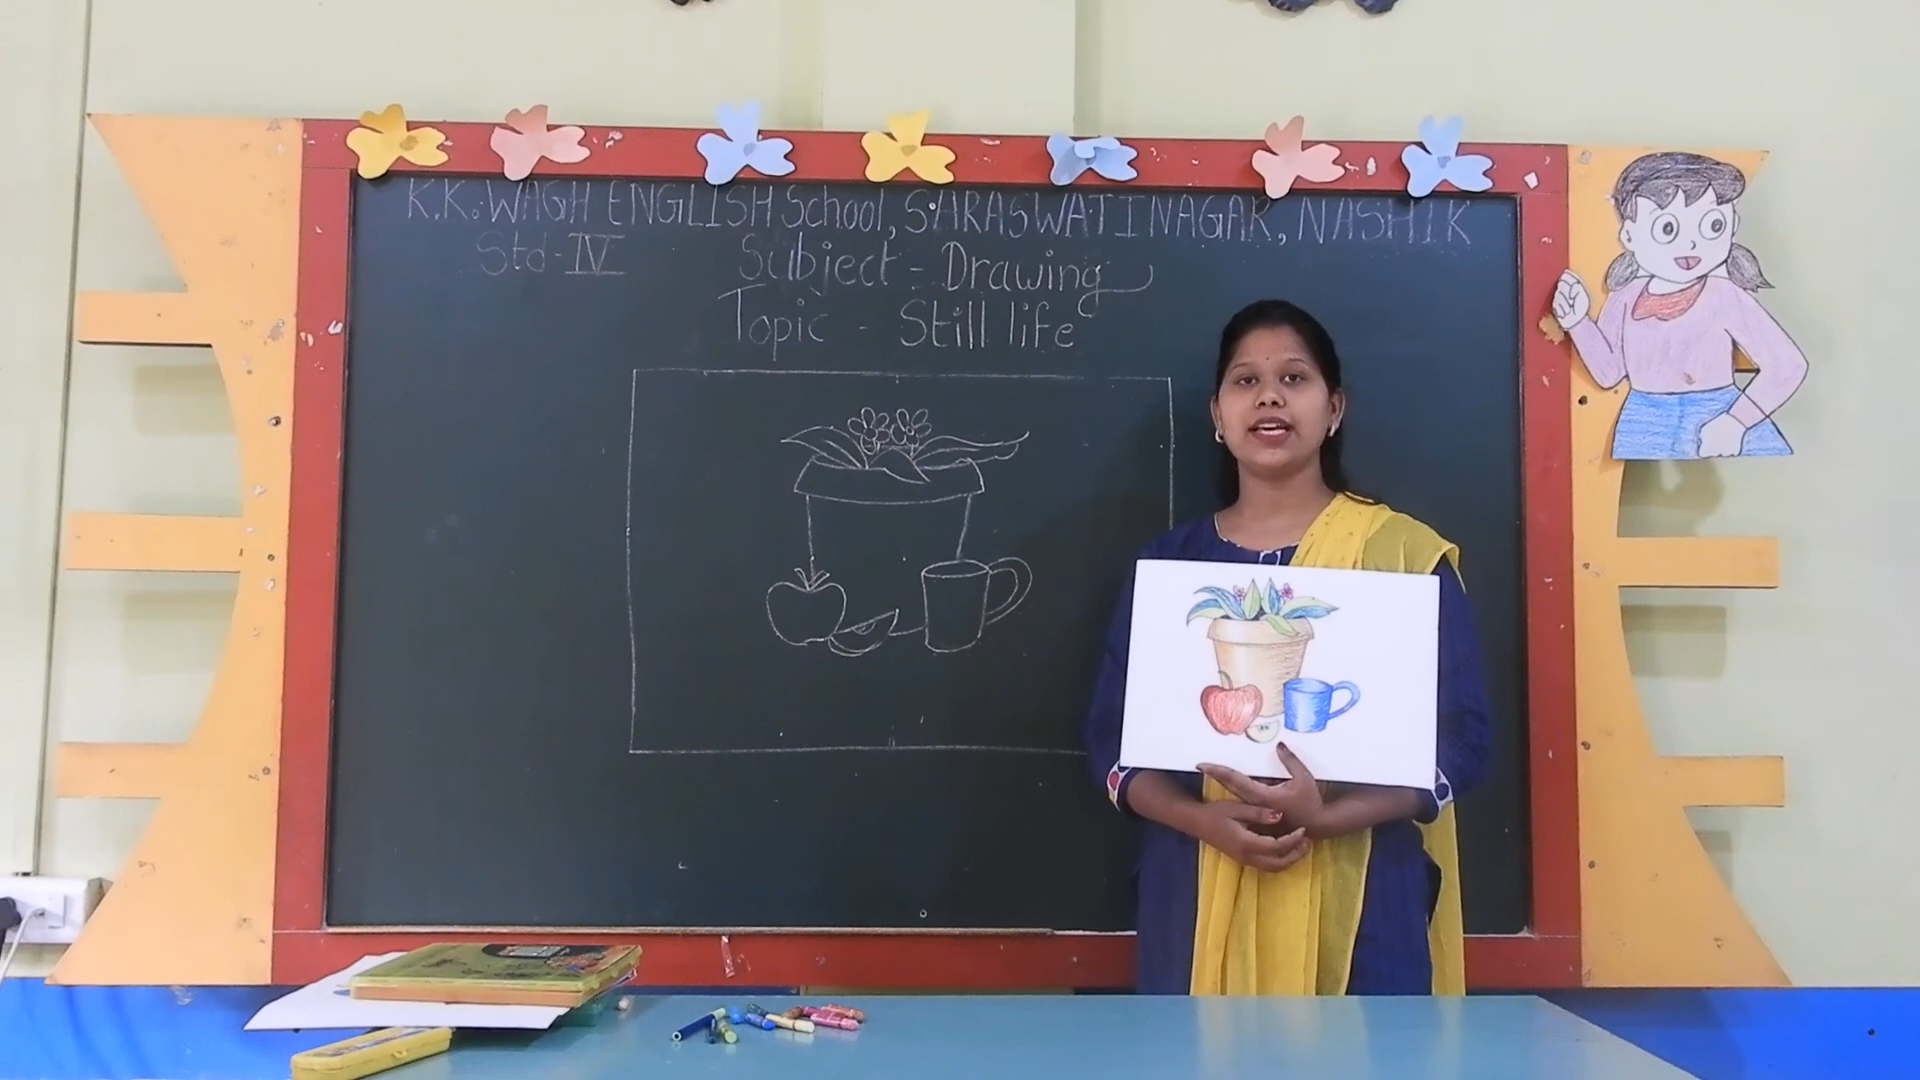 K.K. WAGH ENGLISH School, SARASWATINAGAR, NASHIK
Std-IV Subject - Drawing
Topic - Still life